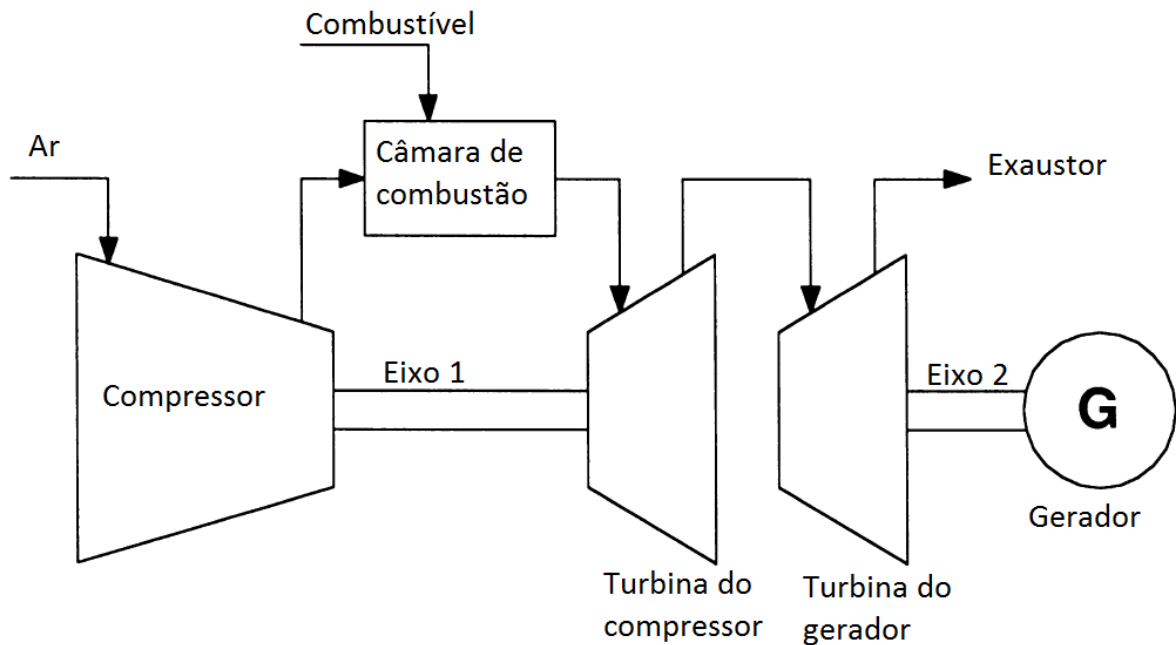 Combustível
Ar
Câmara de
combustão
Exaustor
Compressor
Eixo 1
Eixo 2
G
Gerador
Turbina do
compressor
Turbina do
gerador